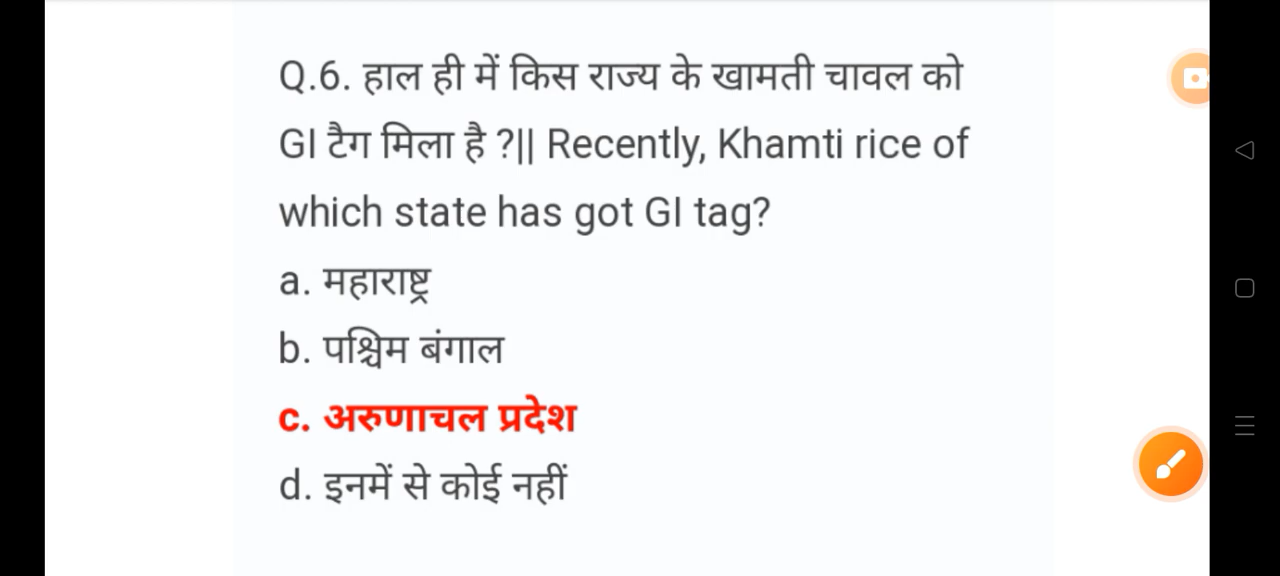 Q.6. हाल ही में किस राज्य के खामती चावल को
GI टैग मिला है ?|| Recently, Khamti rice of
which state has got GI tag?
a. महाराष्ट्र
b. पश्चिम बंगाल
c. अरुणाचल प्रदेश
d. इनमें से कोई नहीं